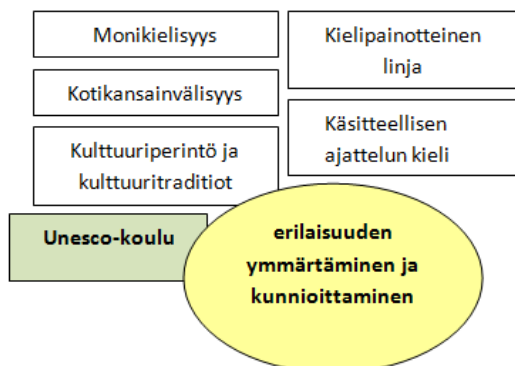 Monikielisyys
Kotikansainvälisyys
Kulttuuriperintö ja
kulttuuritraditiot
Kielipainotteinen
linja
Käsitteellisen
ajattelun kieli
Unesco-koulu
erilaisuuden
ymmärtäminen ja
kunnioittaminen